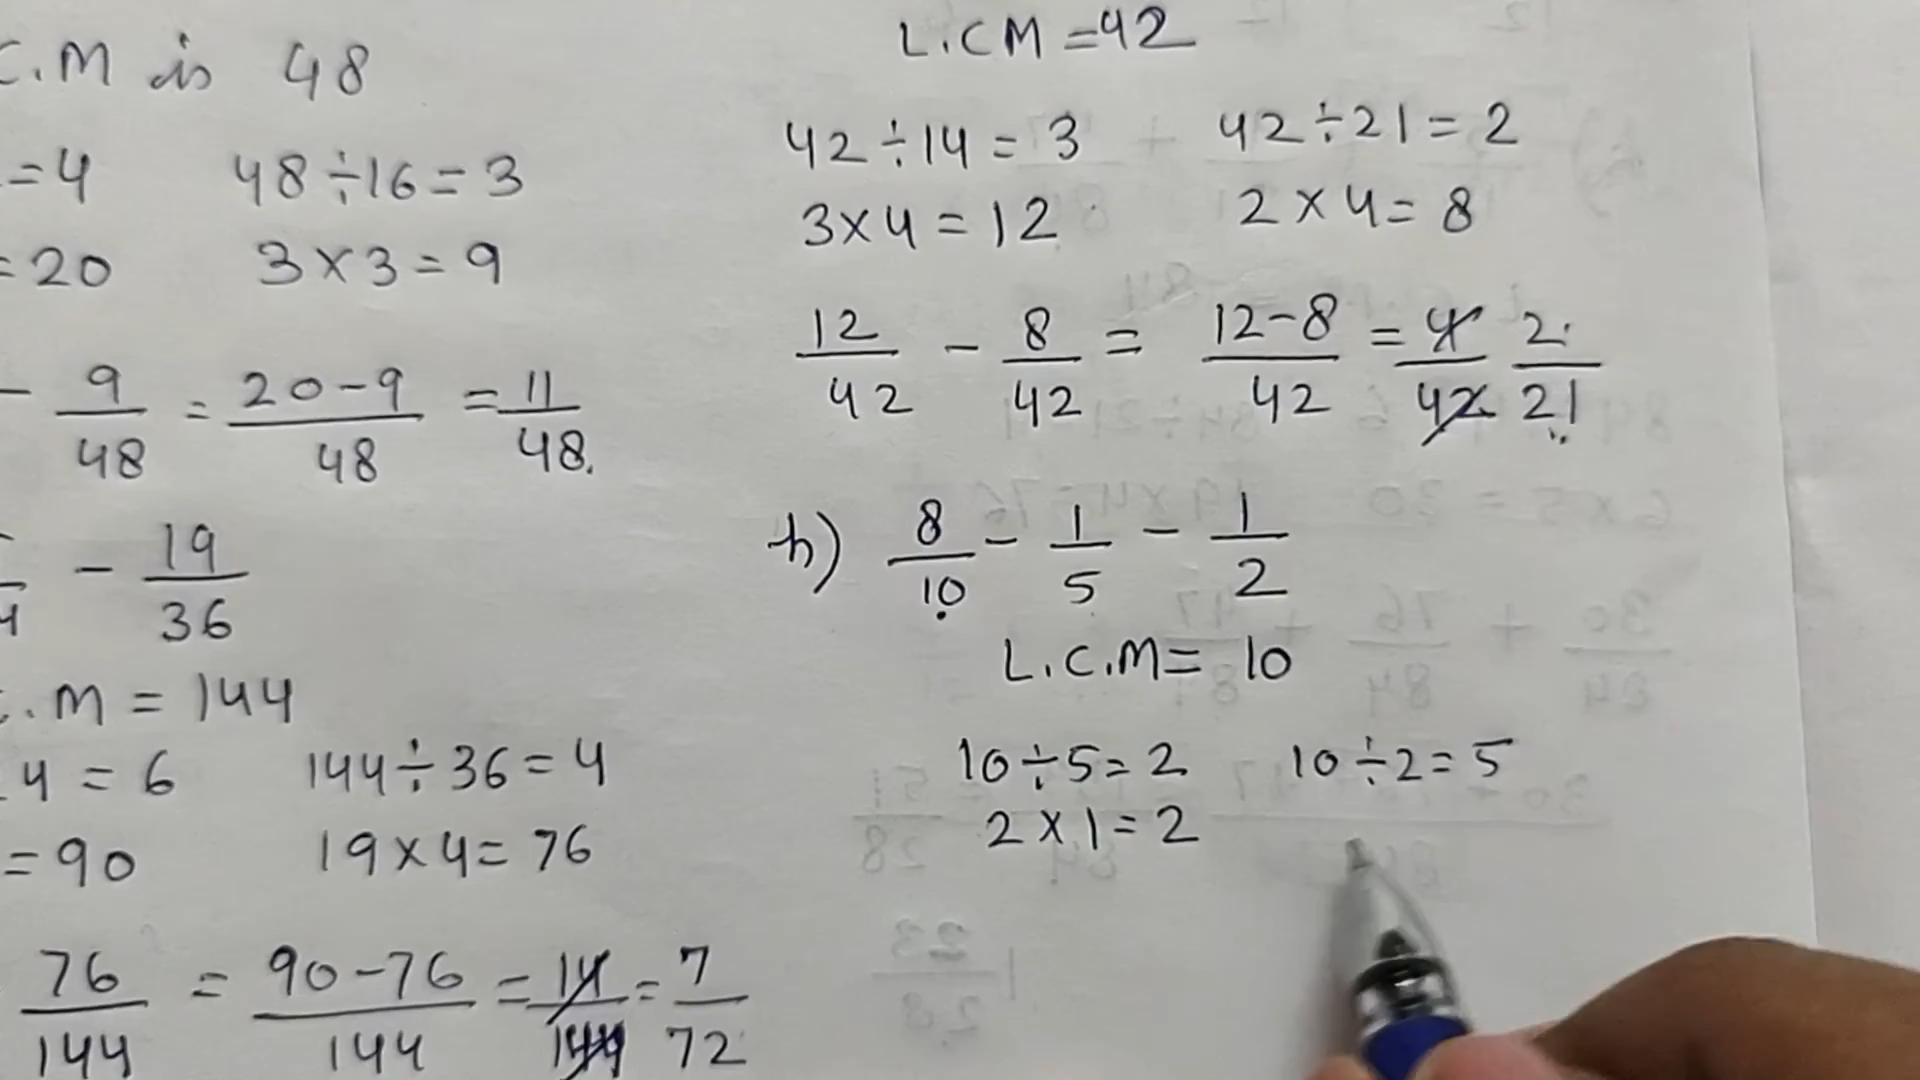 C.M is 48
=4 48÷16=3
=20 3×3=9
- 9/48 = 20-9/48 = 11/48.
- 19/36
C.M = 144
4 = 6 144÷36=4
=90 19×4=76
76/144 = 90-76/144 = 14/144 = 7/72
L.CM =42
42÷14=3 42÷21=2
3×4=12 2×4=8
12/42 - 8/42 = 12-8/42 = 4/42 2/21
h) 8/10 - 1/5 - 1/2
L.C.M= 10
10÷5=2 10÷2=5
2×1=2